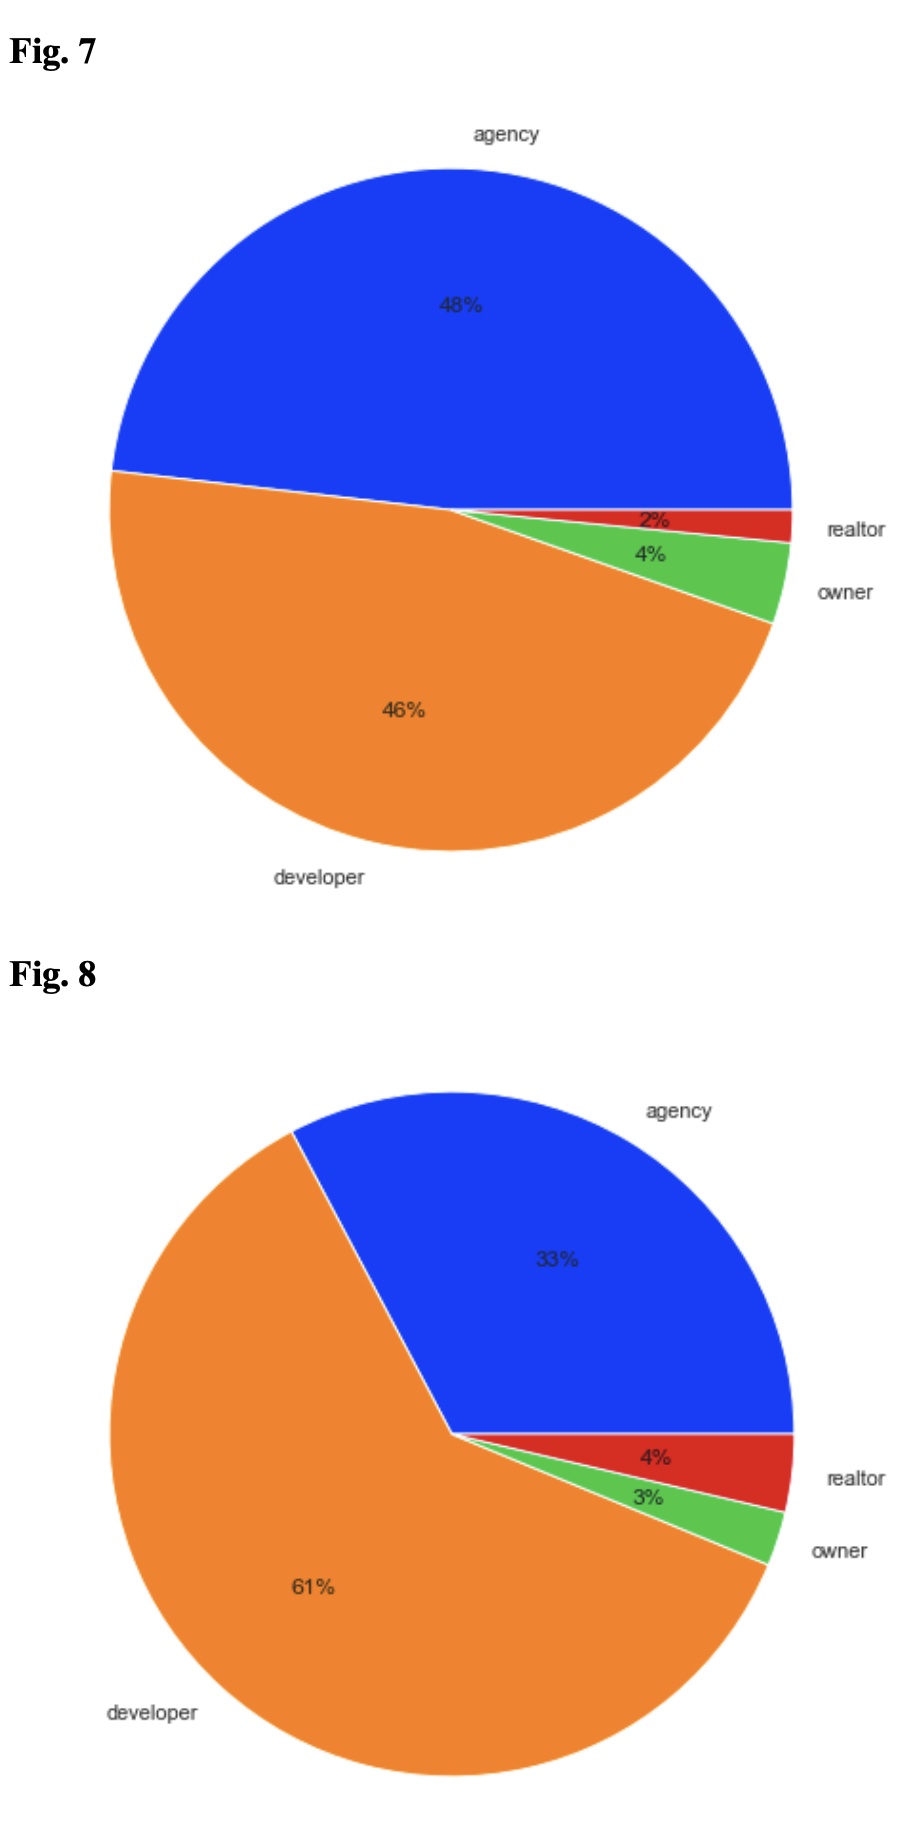 Fig. 7
agency
48%
2%
realtor
4%
owner
46%
developer
Fig. 8
agency
33%
4%
realtor
3%
owner
61%
developer